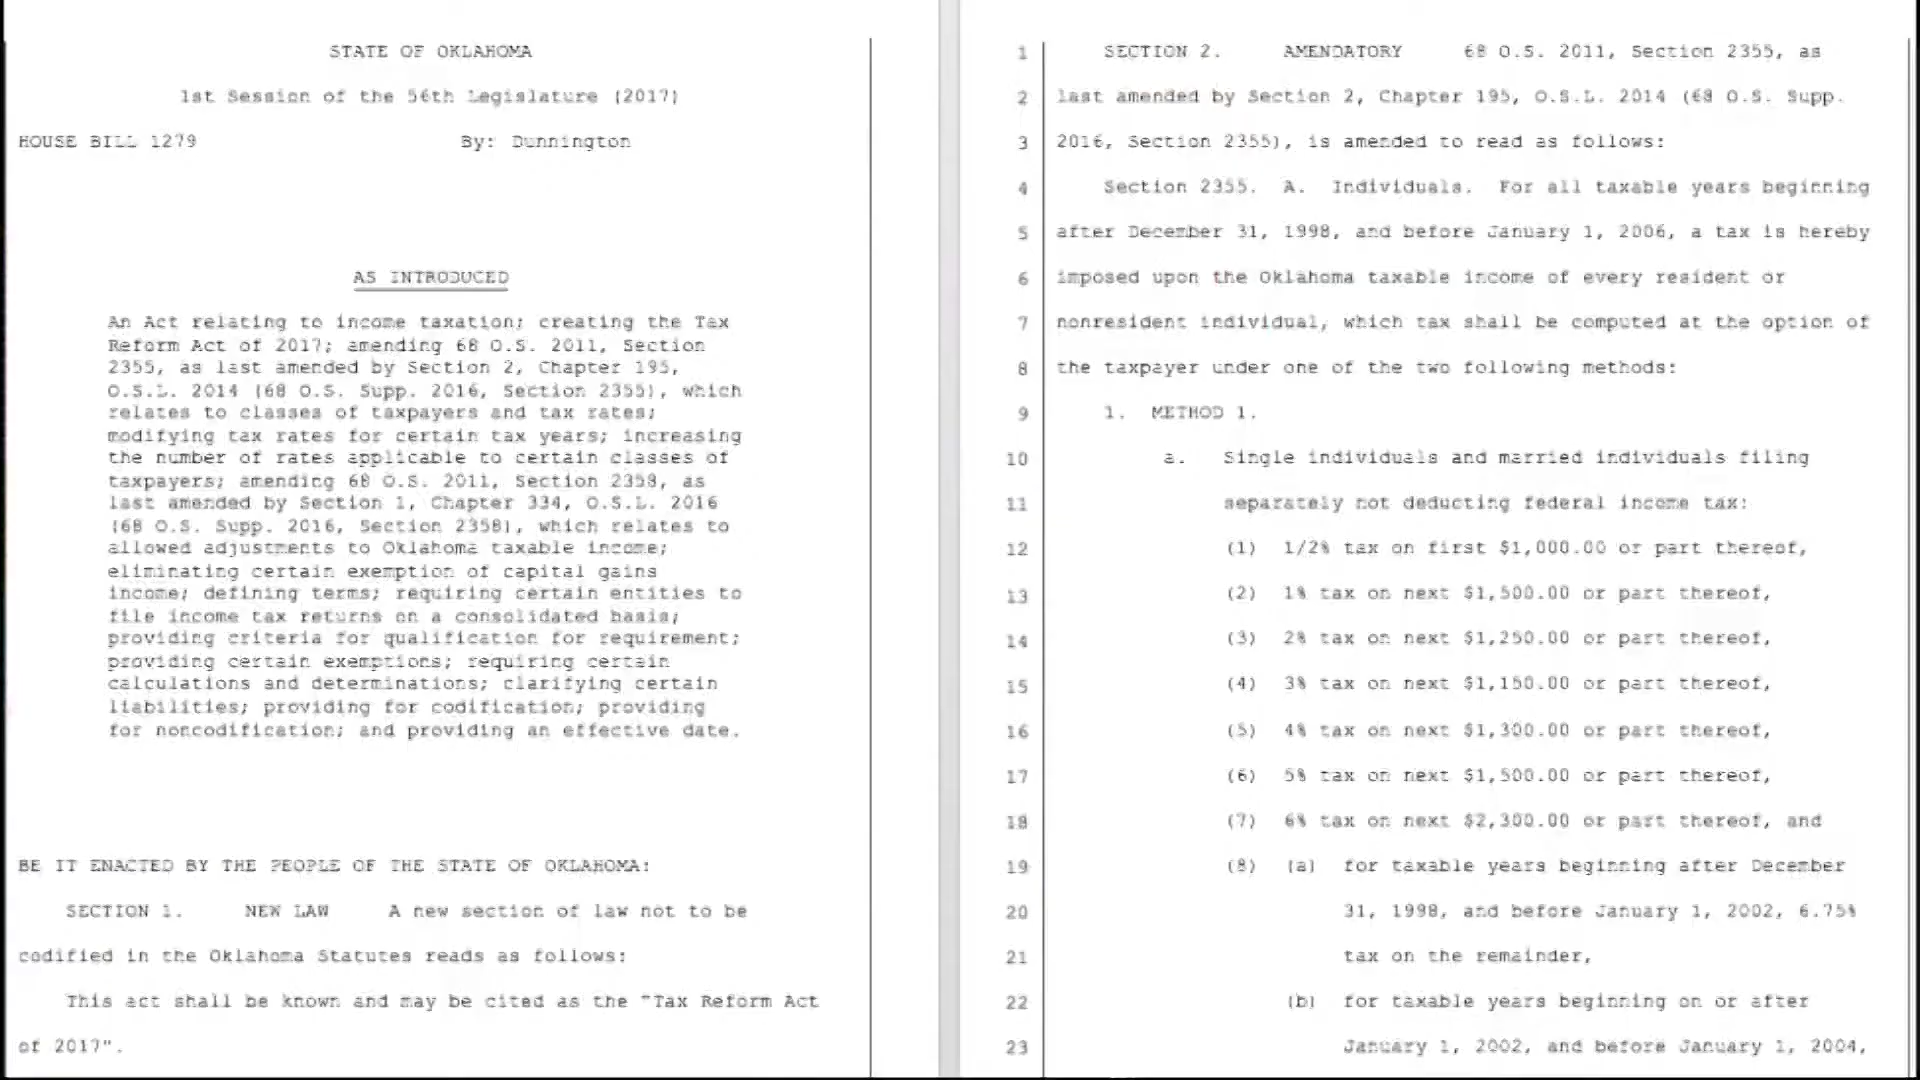 STATE OF OKLAHOMA
1st Session of the 56th Legislature (2017)
HOUSE BILL 1279 By: Dunnington
AS INTRODUCED
An Act relating to income taxation; creating the Tax
Reform Act of 2017; amending 68 O.S. 2011, Section
2355, as last amended by Section 2, Chapter 195,
O.S.L. 2014 (68 O.S. Supp. 2016, Section 2355), which
relates to classes of taxpayers and tax rates;
modifying tax rates for certain tax years; increasing
the number of rates applicable to certain classes of
taxpayers; amending 68 O.S. 2011, Section 2358, as
last amended by Section 1, Chapter 334, O.S.L. 2016
(68 O.S. Supp. 2016, Section 2358), which relates to
allowed adjustments to Oklahoma taxable income;
eliminating certain exemption of capital gains
income; defining terms; requiring certain entities to
file income tax returns on a consolidated basis;
providing criteria for qualification for requirement;
providing certain exemptions; requiring certain
calculations and determinations; clarifying certain
liabilities; providing for codification; providing
for noncodification; and providing an effective date.
BE IT ENACTED BY THE PEOPLE OF THE STATE OF OKLAHOMA:
SECTION 1. NEW LAW A new section of law not to be
codified in the Oklahoma Statutes reads as follows:
This act shall be known and may be cited as the "Tax Reform Act
of 2017".
1 SECTION 2. AMENDATORY 68 O.S. 2011, Section 2355, as
2 last amended by Section 2, Chapter 195, O.S.L. 2014 (68 O.S. Supp.
3 2016, Section 2355), is amended to read as follows:
4 Section 2355. A. Individuals. For all taxable years beginning
5 after December 31, 1998, and before January 1, 2006, a tax is hereby
6 imposed upon the Oklahoma taxable income of every resident or
7 nonresident individual, which tax shall be computed at the option of
8 the taxpayer under one of the two following methods:
9 1. METHOD 1.
10 a. Single individuals and married individuals filing
11 separately not deducting federal income tax:
12 (1) 1/2% tax on first $1,000.00 or part thereof,
13 (2) 1% tax on next $1,500.00 or part thereof,
14 (3) 2% tax on next $1,250.00 or part thereof,
15 (4) 3% tax on next $1,150.00 or part thereof,
16 (5) 4% tax on next $1,300.00 or part thereof,
17 (6) 5% tax on next $1,500.00 or part thereof,
18 (7) 6% tax on next $2,300.00 or part thereof, and
19 (8) (a) for taxable years beginning after December
20 31, 1998, and before January 1, 2002, 6.75%
21 tax on the remainder,
22 (b) for taxable years beginning on or after
23 January 1, 2002, and before January 1, 2004,